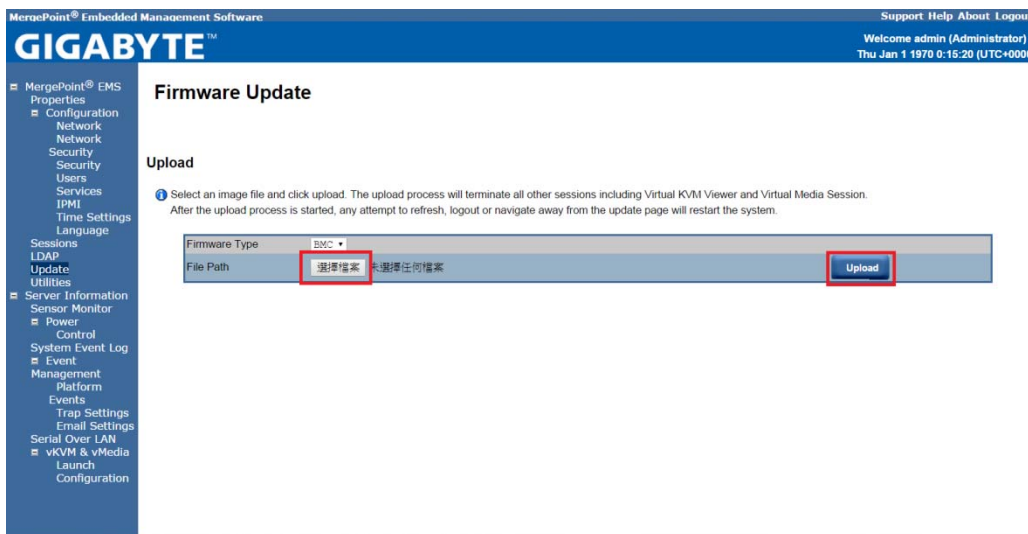 MergePoint® Embedded Management Software
Support Help About Logou
GIGABYTE™
Welcome admin (Administrator)
Thu Jan 1 1970 0:15:20 (UTC+000
MergePoint® EMS
Properties
Configuration
Network
Network
Security
Security
Users
Services
IPMI
Time Settings
Language
Sessions
LDAP
Update
Utilities
Server Information
Sensor Monitor
Power
Control
System Event Log
Event
Management
Platform
Events
Trap Settings
Email Settings
Serial Over LAN
vKVM & vMedia
Launch
Configuration
Firmware Update
Upload
Select an image file and click upload. The upload process will terminate all other sessions including Virtual KVM Viewer and Virtual Media Session.
After the upload process is started, any attempt to refresh, logout or navigate away from the update page will restart the system.
Firmware Type BMC
File Path 選擇檔案 未選擇任何檔案 Upload